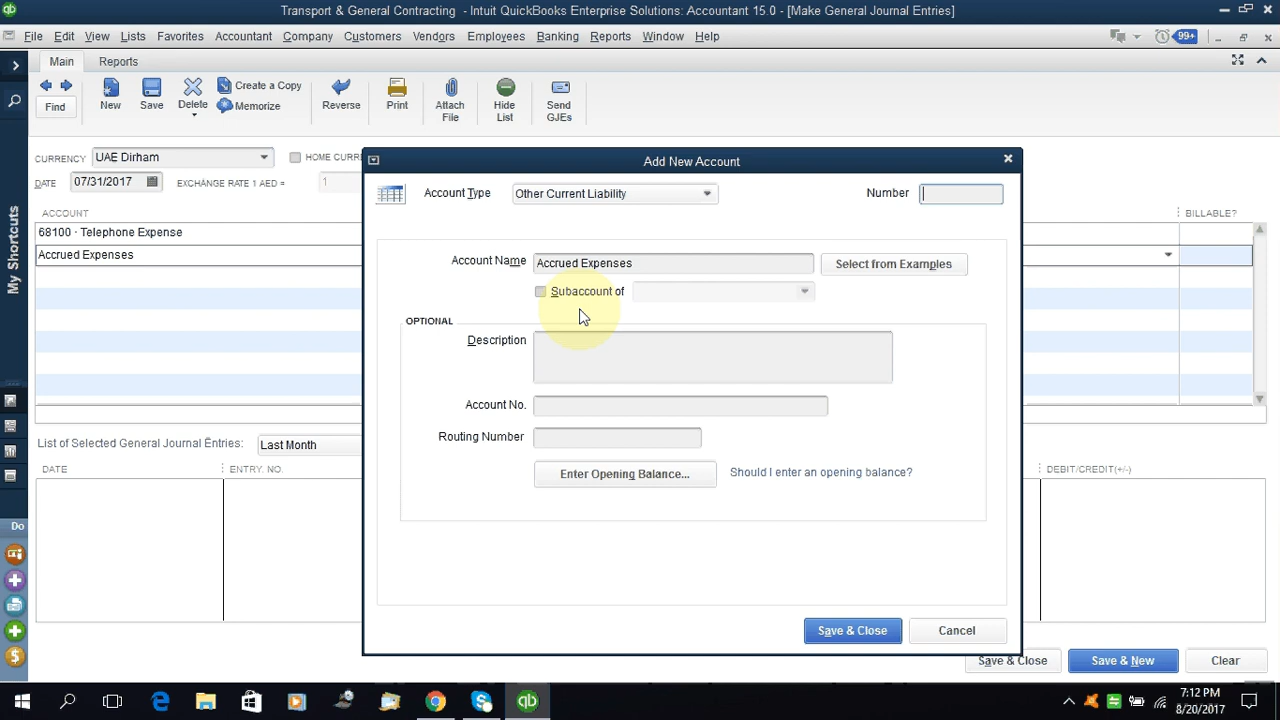 Transport & General Contracting - Intuit QuickBooks Enterprise Solutions: Accountant 15.0 - [Make General Journal Entries]
File Edit View Lists Favorites Accountant Company Customers Vendors Employees Banking Reports Window Help 99+
Main Reports
Find New Save Delete Create a Copy Memorize Reverse Print Attach File Hide List Send GJEs
CURRENCY UAE Dirham HOME CURRE
DATE 07/31/2017 EXCHANGE RATE 1 AED = 1
ACCOUNT BILLABLE?
68100 · Telephone Expense
Accrued Expenses
My Shortcuts
Add New Account
Account Type Other Current Liability Number
Account Name Accrued Expenses Select from Examples
Subaccount of
OPTIONAL
Description
Account No.
Routing Number
Enter Opening Balance... Should I enter an opening balance?
Save & Close Cancel
List of Selected General Journal Entries: Last Month
DATE ENTRY. NO. DEBIT/CREDIT(+/-)
Do
Save & Close Save & New Clear
7:12 PM
8/20/2017